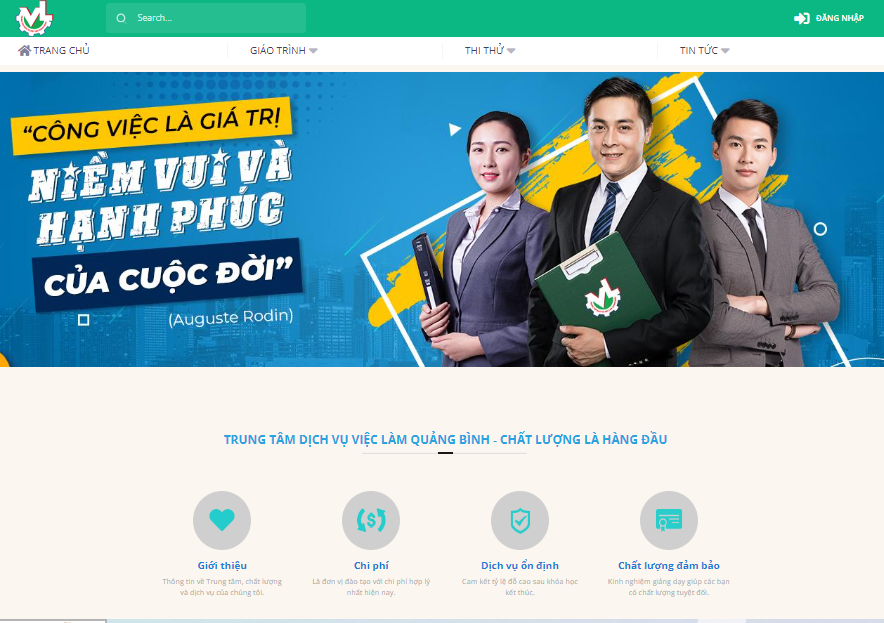 Search...
ĐĂNG NHẬP
TRANG CHỦ
GIÁO TRÌNH
THI THỬ
TIN TỨC
“CÔNG VIỆC LÀ GIÁ TRỊ
NIỀM VUI VÀ
HẠNH PHÚC
CỦA CUỘC ĐỜI”
(Auguste Rodin)
TRUNG TÂM DỊCH VỤ VIỆC LÀM QUẢNG BÌNH - CHẤT LƯỢNG LÀ HÀNG ĐẦU
Giới thiệu
Thông tin về Trung tâm, chất lượng
và dịch vụ của chúng tôi.
Chi phí
Là đơn vị đào tạo với chi phí hợp lý
nhất hiện nay.
Dịch vụ ổn định
Cam kết tỷ lệ đỗ cao sau khóa học
kết thúc.
Chất lượng đảm bảo
Kinh nghiệm giảng dạy giúp các bạn
có chất lượng tuyệt đối.